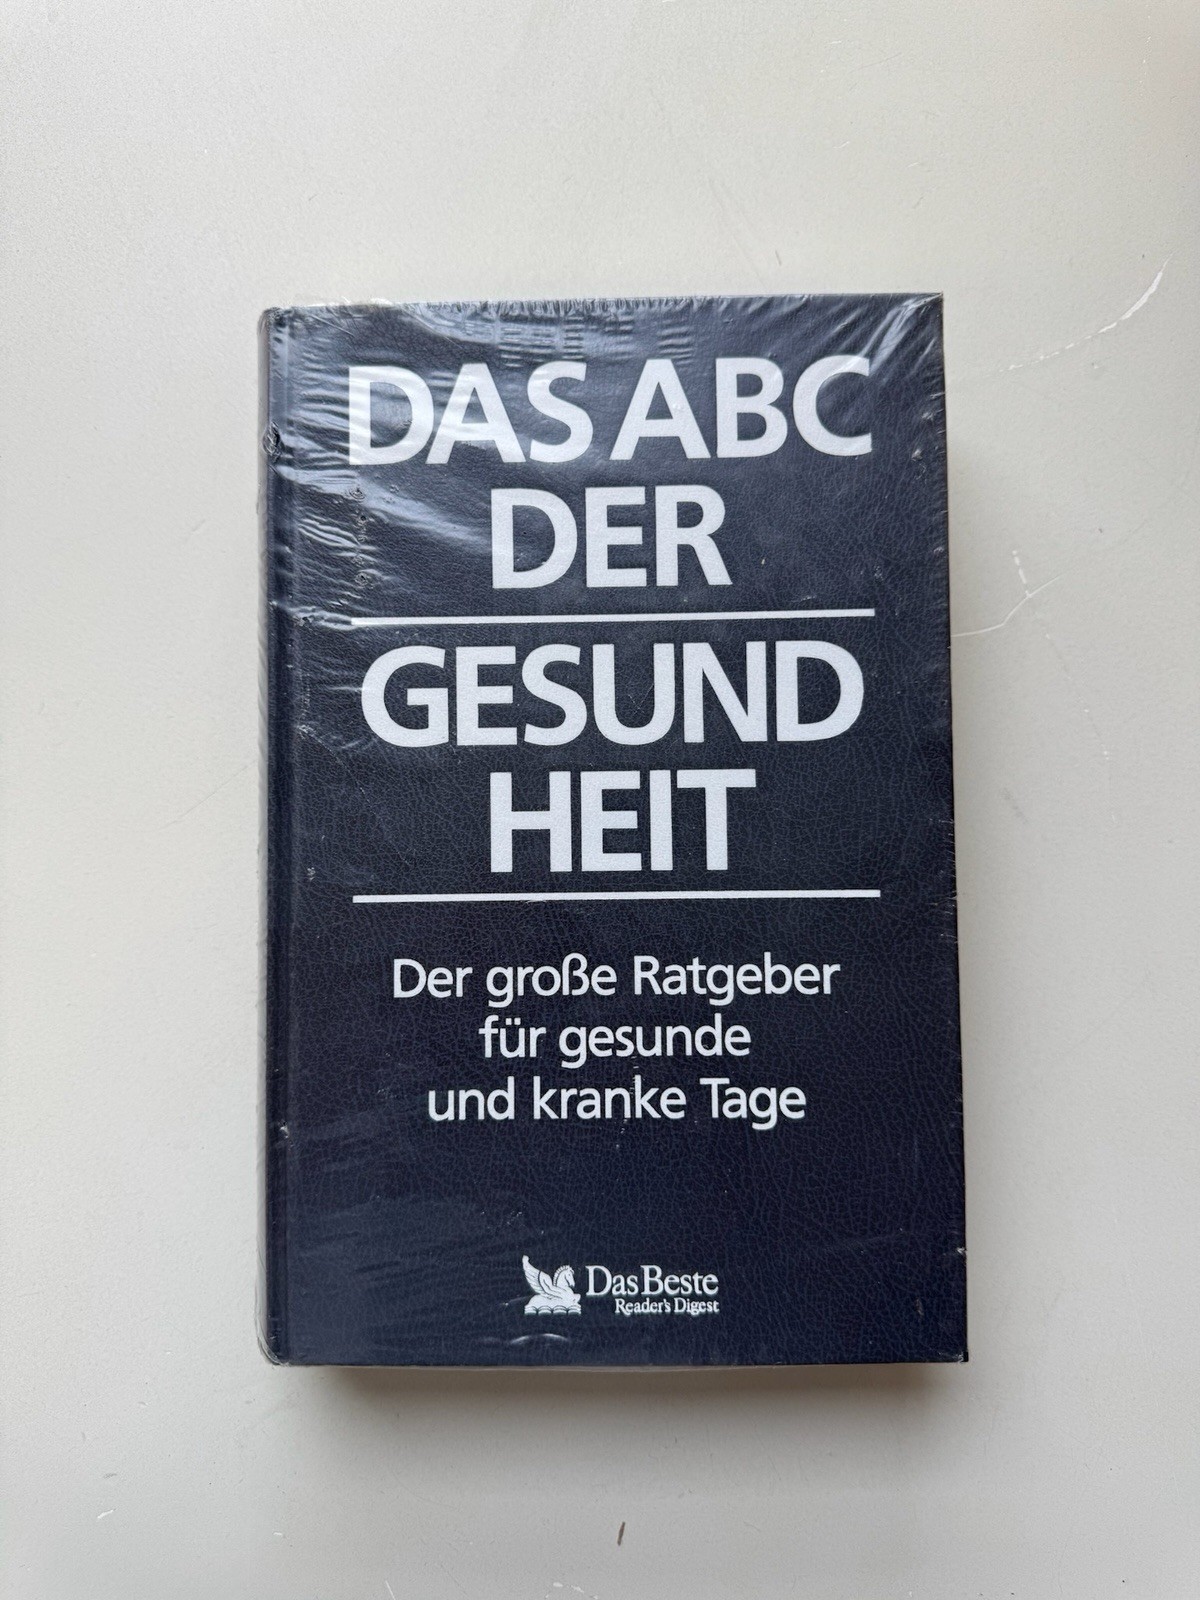 DAS ABC
DER
GESUND
HEIT
Der große Ratgeber
für gesunde
und kranke Tage
Das Beste
Reader's Digest